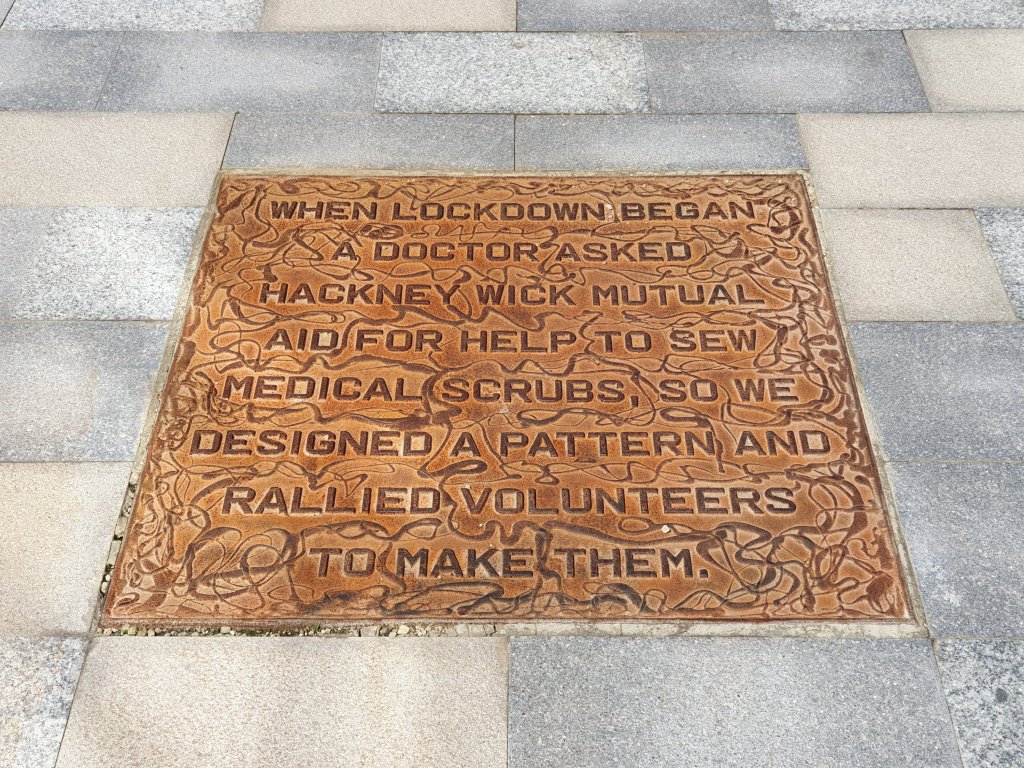 WHEN LOCKDOWN BEGAN
A DOCTOR ASKED
HACKNEY WICK MUTUAL
AID FOR HELP TO SEW
MEDICAL SCRUBS, SO WE
DESIGNED A PATTERN AND
RALLIED VOLUNTEERS
TO MAKE THEM.